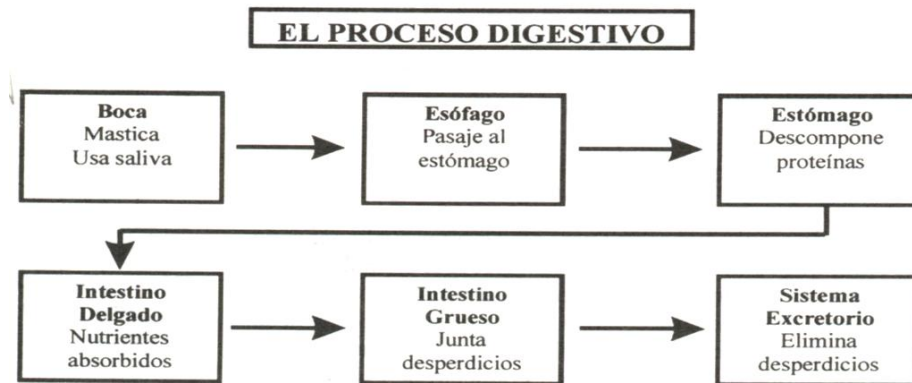 EL PROCESO DIGESTIVO
Boca
Mastica
Usa saliva
Esófago
Pasaje al
estómago
Estómago
Descompone
proteínas
Intestino
Delgado
Nutrientes
absorbidos
Intestino
Grueso
Junta
desperdicios
Sistema
Excretorio
Elimina
desperdicios